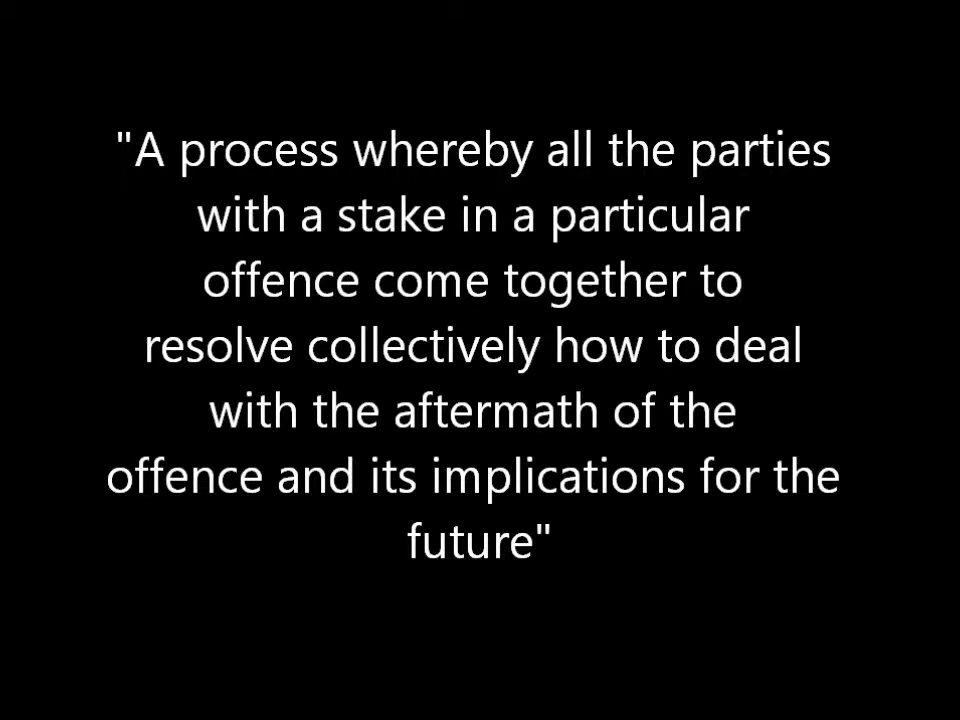 "A process whereby all the parties
with a stake in a particular
offence come together to
resolve collectively how to deal
with the aftermath of the
offence and its implications for the
future"